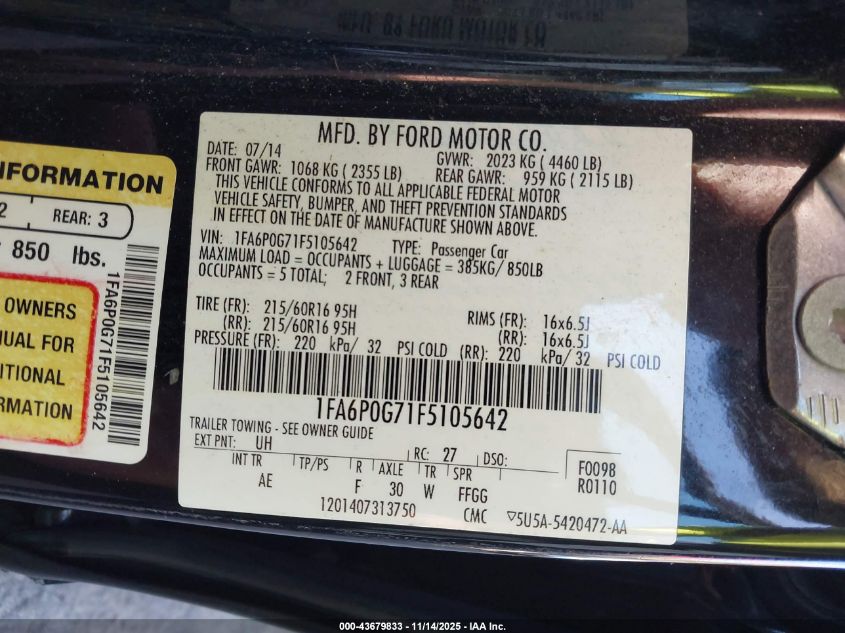 MFD. BY FORD MOTOR CO.
DATE: 07/14 GVWR: 2023 KG ( 4460 LB)
FRONT GAWR: 1068 KG ( 2355 LB) REAR GAWR: 959 KG ( 2115 LB)
THIS VEHICLE CONFORMS TO ALL APPLICABLE FEDERAL MOTOR
VEHICLE SAFETY, BUMPER, AND THEFT PREVENTION STANDARDS
IN EFFECT ON THE DATE OF MANUFACTURE SHOWN ABOVE.
VIN: 1FA6P0G71F5105642 TYPE: Passenger Car
MAXIMUM LOAD = OCCUPANTS + LUGGAGE = 385KG/ 850LB
OCCUPANTS = 5 TOTAL; 2 FRONT, 3 REAR
TIRE (FR): 215/60R16 95H RIMS (FR): 16x6.5J
(RR): 215/60R16 95H (RR): 16x6.5J
PRESSURE (FR): 220 kPa/ 32 PSI COLD (RR): 220 kPa/ 32 PSI COLD
1FA6P0G71F5105642
TRAILER TOWING - SEE OWNER GUIDE
EXT PNT: UH RC: 27 DSO: F0098
R0110
INT TR TP/PS R AXLE TR SPR
AE F 30 W FFGG
1201407313750 CMC ▽5U5A-5420472-AA
INFORMATION
2 REAR: 3
850 lbs.
OWNERS
UAL FOR
ITIONAL
RMATION
1FA6P0G71F5105642
000-43679833 - 11/14/2025 - IAA Inc.